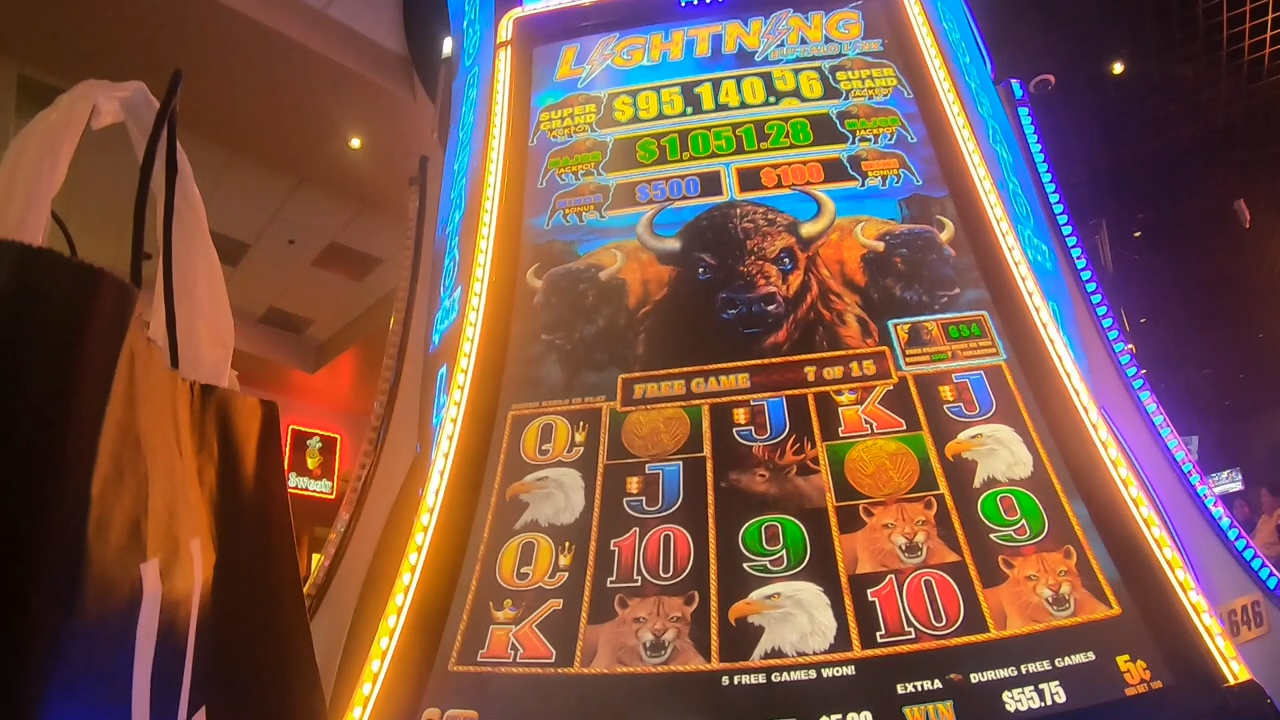 LIGHTNING
BUFFALO LINK
SUPER GRAND JACKPOT
$95,140.56
SUPER GRAND JACKPOT
MAJOR JACKPOT
$1,051.28
MAJOR JACKPOT
MINOR BONUS
$500
$100
MINI BONUS
834
FREE GAME 7 OF 15
Q
J
K
J
J
Q
10
9
9
K
10
Sweets
646
5 FREE GAMES WON!
EXTRA
DURING FREE GAMES
WIN
$55.75
5¢